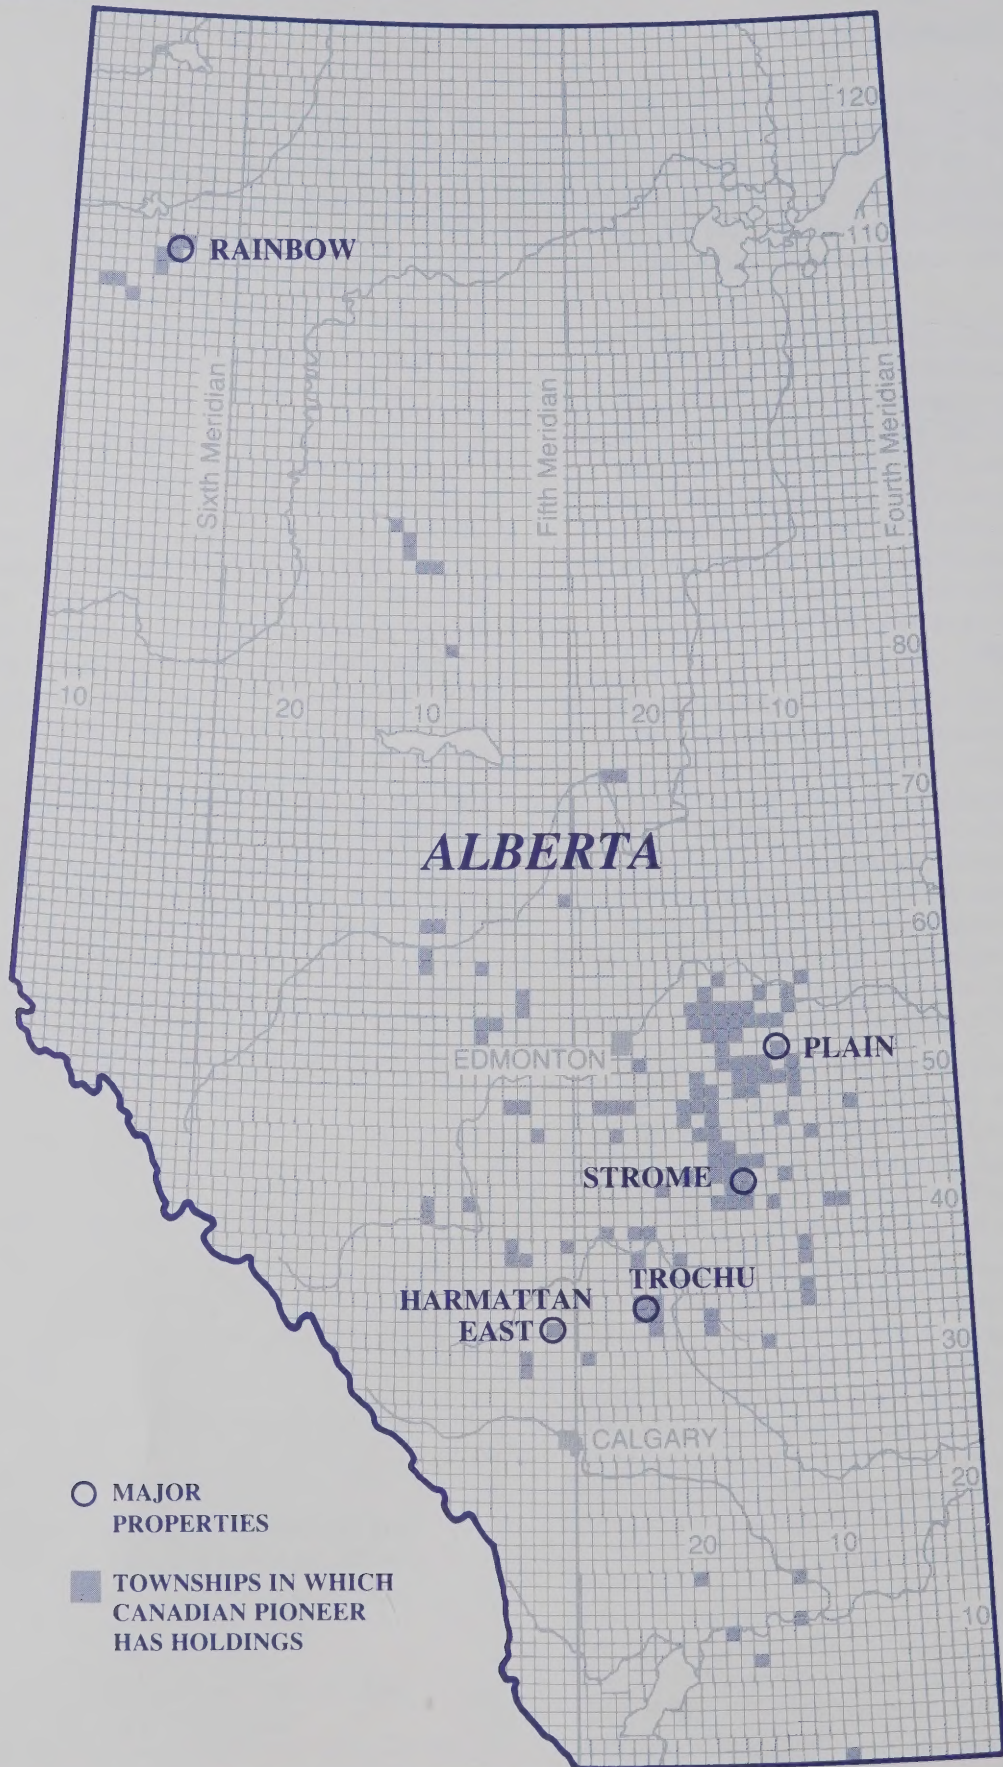 120
110
RAINBOW
Sixth Meridian
Fifth Meridian
Fourth Meridian
80
10
20
10
20
10
70
ALBERTA
60
EDMONTON
PLAIN
50
STROME
40
TROCHU
HARMATTAN
EAST
30
CALGARY
20
MAJOR
PROPERTIES
20
10
TOWNSHIPS IN WHICH
CANADIAN PIONEER
HAS HOLDINGS
10